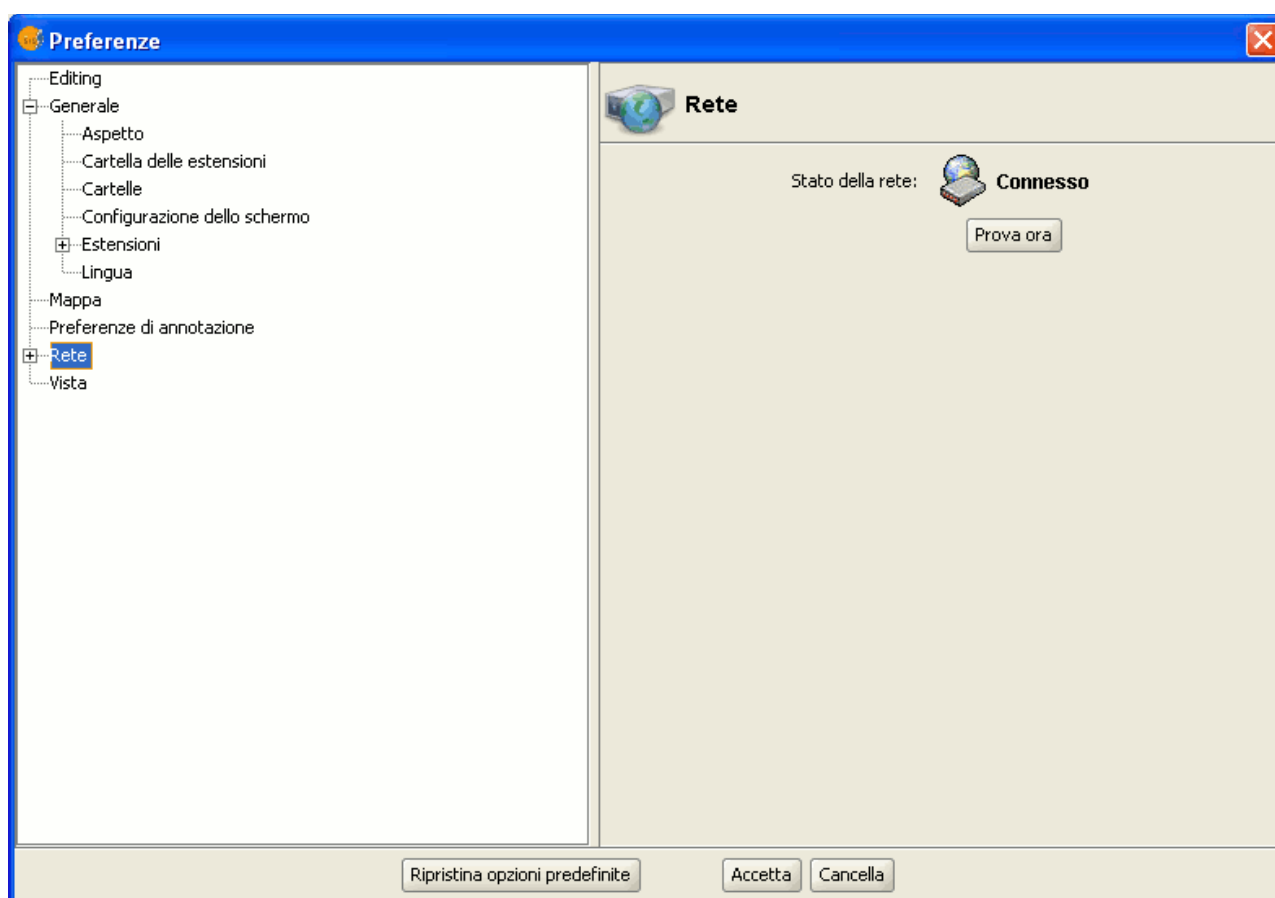 Preferenze
Editing
Generale
Aspetto
Cartella delle estensioni
Cartelle
Configurazione dello schermo
Estensioni
Lingua
Mappa
Preferenze di annotazione
Rete
Vista
Rete
Stato della rete: Connesso
Prova ora
Ripristina opzioni predefinite Accetta Cancella